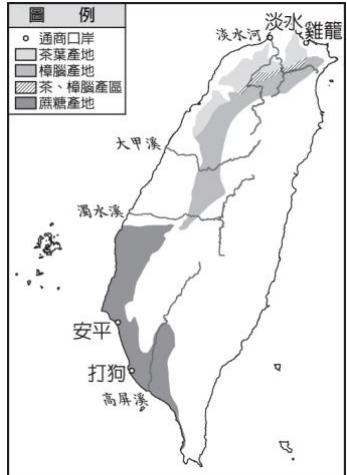 圖 例
通商口岸
茶葉產地
樟腦產地
茶、樟腦產區
蔗糖產地
淡水
雞籠
淡水河
大甲溪
濁水溪
安平
打狗
高屏溪